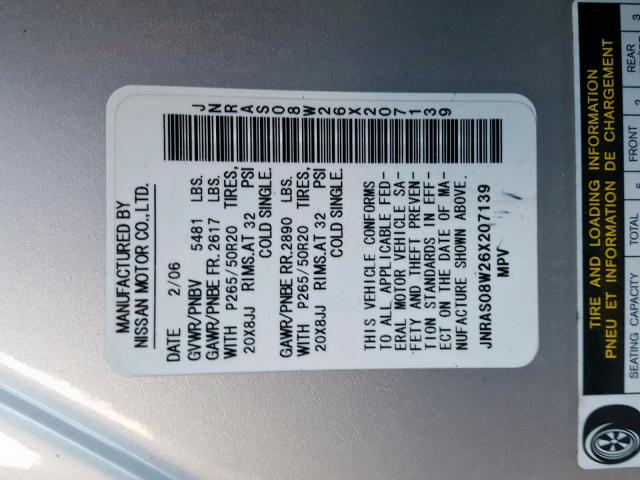 JNRAS08W26X207139
MANUFACTURED BY
NISSAN MOTOR CO.,LTD.
DATE 2/06
GVWR/PNBV 5481 LBS.
GAWR/PNBE FR. 2617 LBS.
WITH P265/50R20 TIRES,
20X8JJ RIMS.AT 32 PSI
COLD SINGLE.
GAWR/PNBE RR. 2890 LBS.
WITH P265/50R20 TIRES,
20X8JJ RIMS.AT 32 PSI
COLD SINGLE.
THIS VEHICLE CONFORMS
TO ALL APPLICABLE FED-
ERAL MOTOR VEHICLE SA-
FETY AND THEFT PREVEN-
TION STANDARDS IN EFF-
ECT ON THE DATE OF MA-
NUFACTURE SHOWN ABOVE.
JNRAS08W26X207139
MPV
TIRE AND LOADING INFORMATION
PNEU ET INFORMATION DE CHARGEMENT
SEATING CAPACITY TOTAL 5 FRONT 2 REAR 3